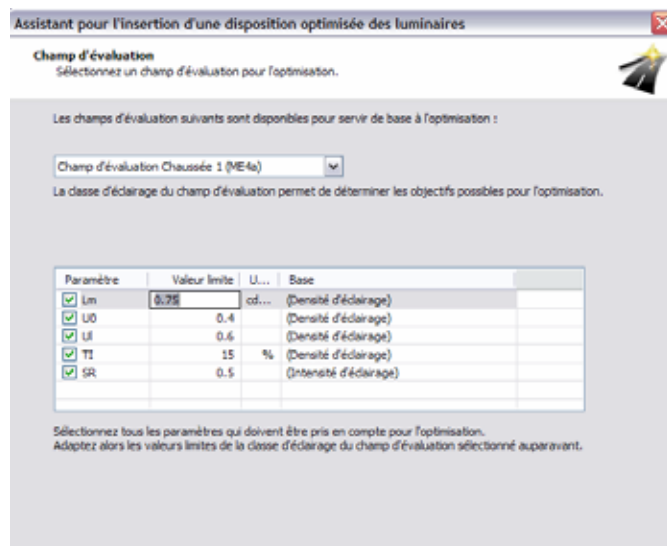 Assistant pour l'insertion d'une disposition optimisée des luminaires
Champ d'évaluation
Sélectionnez un champ d'évaluation pour l'optimisation.
Les champs d'évaluation suivants sont disponibles pour servir de base à l'optimisation :
Champ d'évaluation Chaussée 1 (ME4a)
La classe d'éclairage du champ d'évaluation permet de déterminer les objectifs possibles pour l'optimisation.
Paramètre Valeur limite U... Base
Lm 0.75 cd... (Densité d'éclairage)
U0 0.4 (Densité d'éclairage)
Ul 0.6 (Densité d'éclairage)
TI 15 % (Densité d'éclairage)
SR 0.5 (Intensité d'éclairage)
Sélectionnez tous les paramètres qui doivent être pris en compte pour l'optimisation.
Adaptez alors les valeurs limites de la classe d'éclairage du champ d'évaluation sélectionné auparavant.